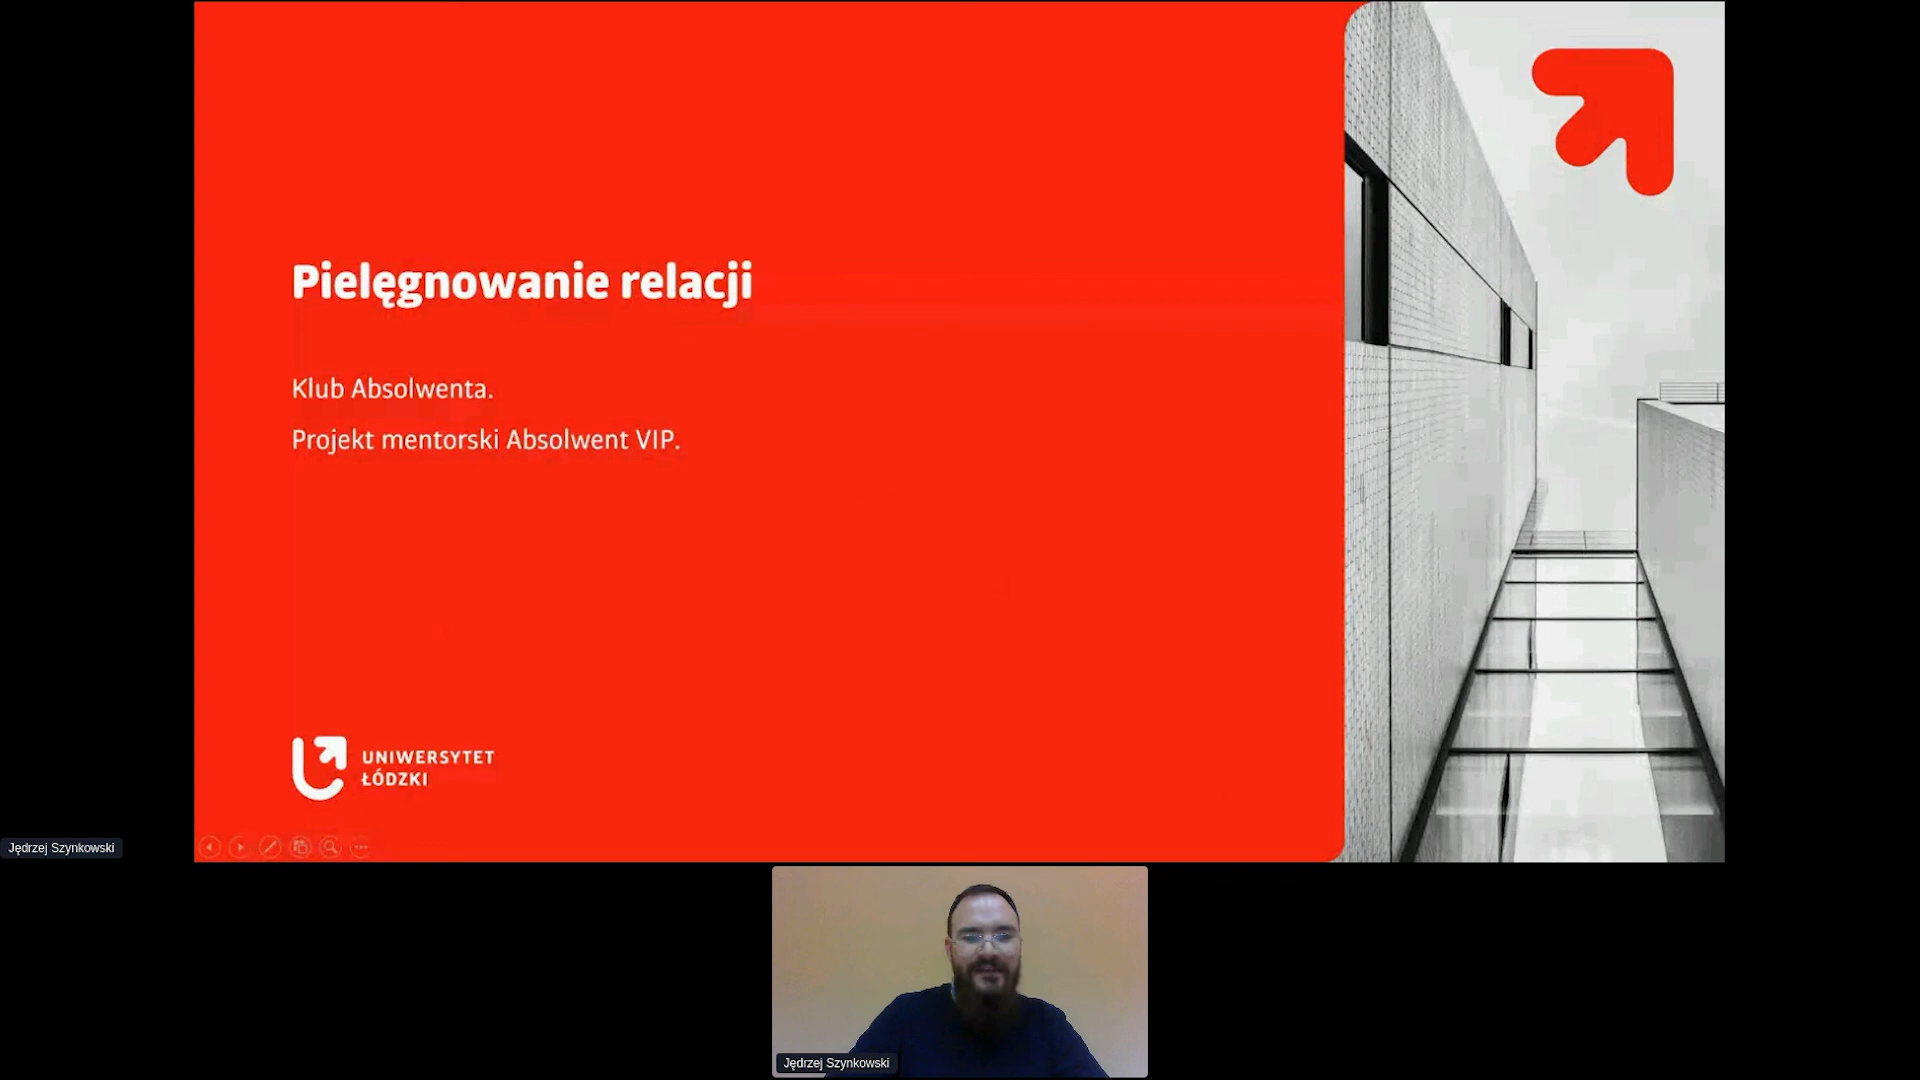 Pielęgnowanie relacji
Klub Absolwenta.
Projekt mentorski Absolwent VIP.
UNIWERSYTET
ŁÓDZKI
Jędrzej Szynkowski
Jędrzej Szynkowski